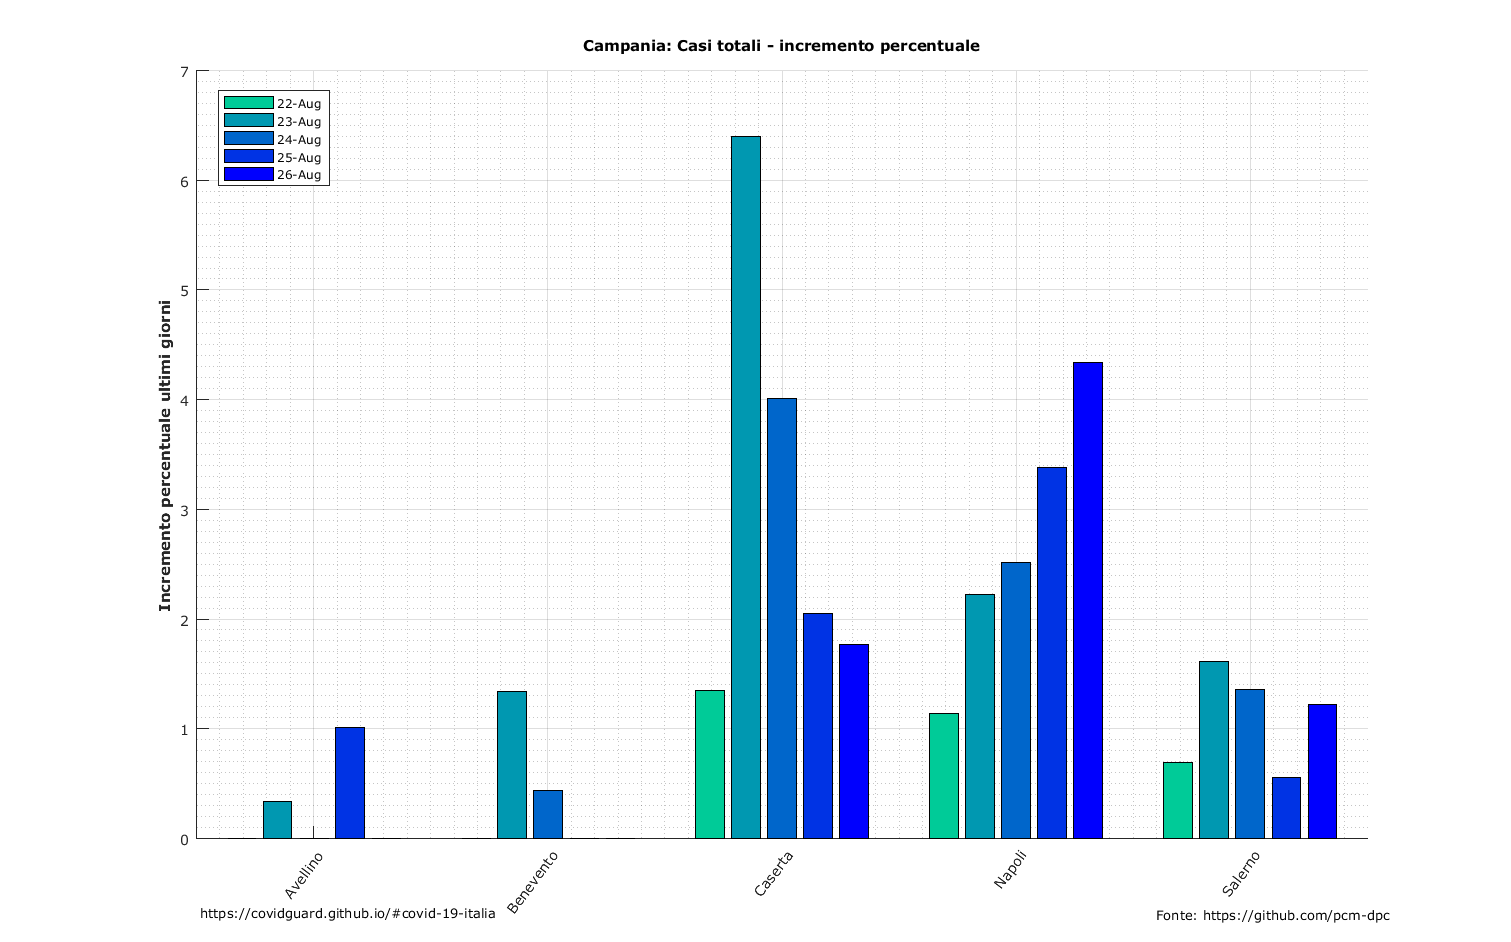 Campania: Casi totali - incremento percentuale
Incremento percentuale ultimi giorni
7
6
5
4
3
2
1
0
22-Aug
23-Aug
24-Aug
25-Aug
26-Aug
Avellino
Benevento
Caserta
Napoli
Salerno
https://covidguard.github.io/#covid-19-italia
Fonte: https://github.com/pcm-dpc